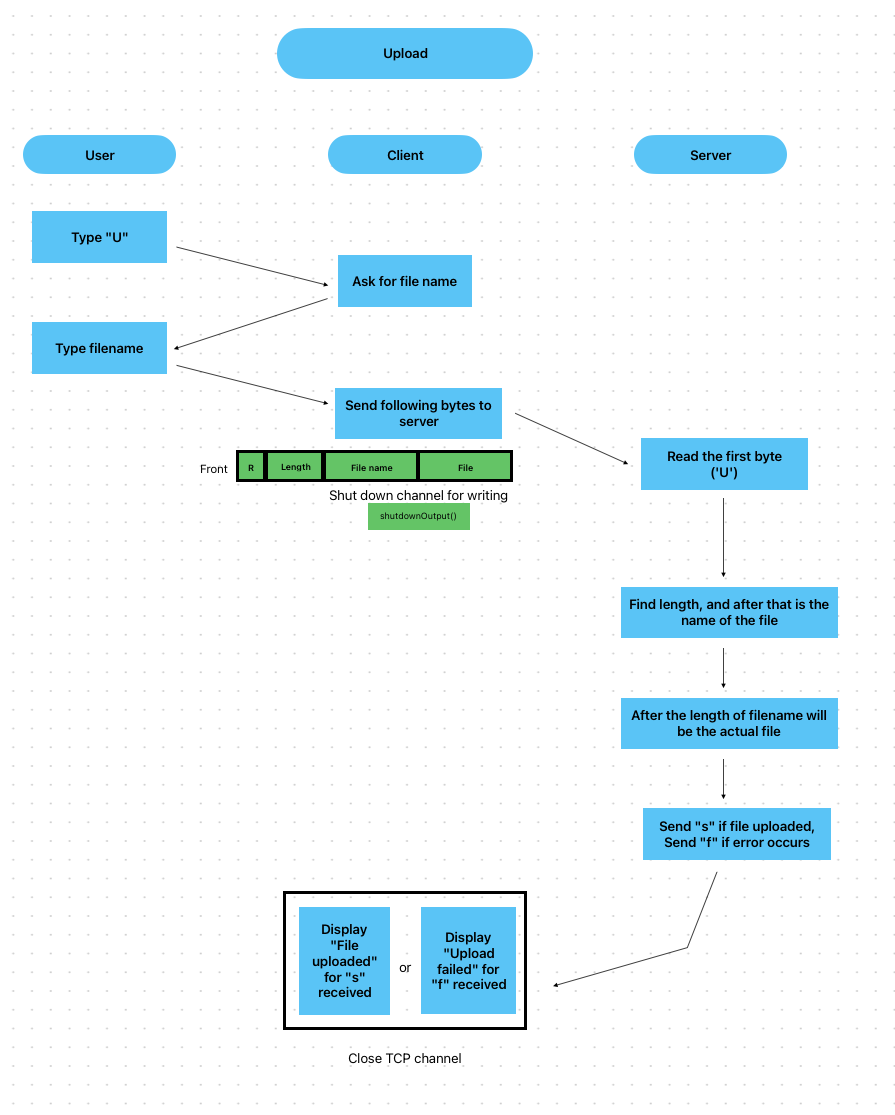 Upload
User
Client
Server
Type "U"
Ask for file name
Type filename
Send following bytes to
server
Front
R
Length
File name
File
Shut down channel for writing
shutdownOutput()
Read the first byte
('U')
Find length, and after that is the
name of the file
After the length of filename will
be the actual file
Send "s" if file uploaded,
Send "f" if error occurs
Display
"File
uploaded"
for "s"
received
or
Display
"Upload
failed" for
"f" received
Close TCP channel